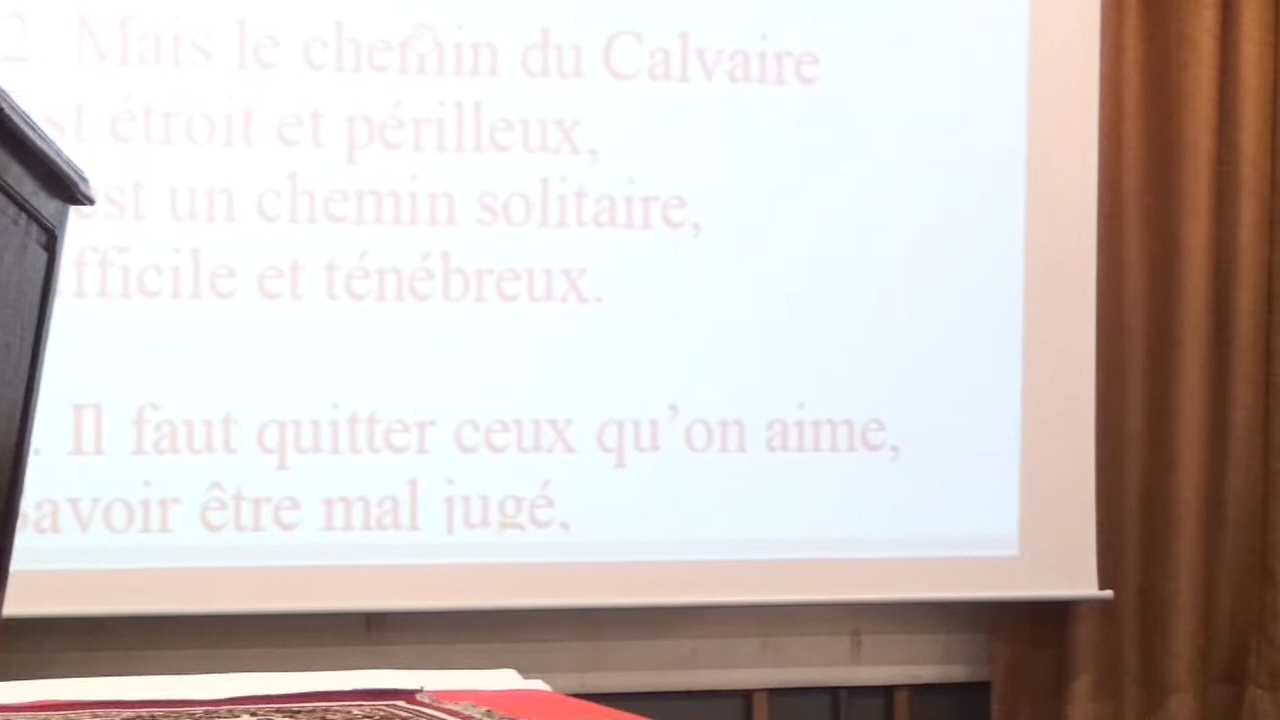 2 Mais le chemin du Calvaire
st étroit et périlleux,
est un chemin solitaire,
fficile et ténébreux.
. Il faut quitter ceux qu'on aime,
savoir être mal jugé,